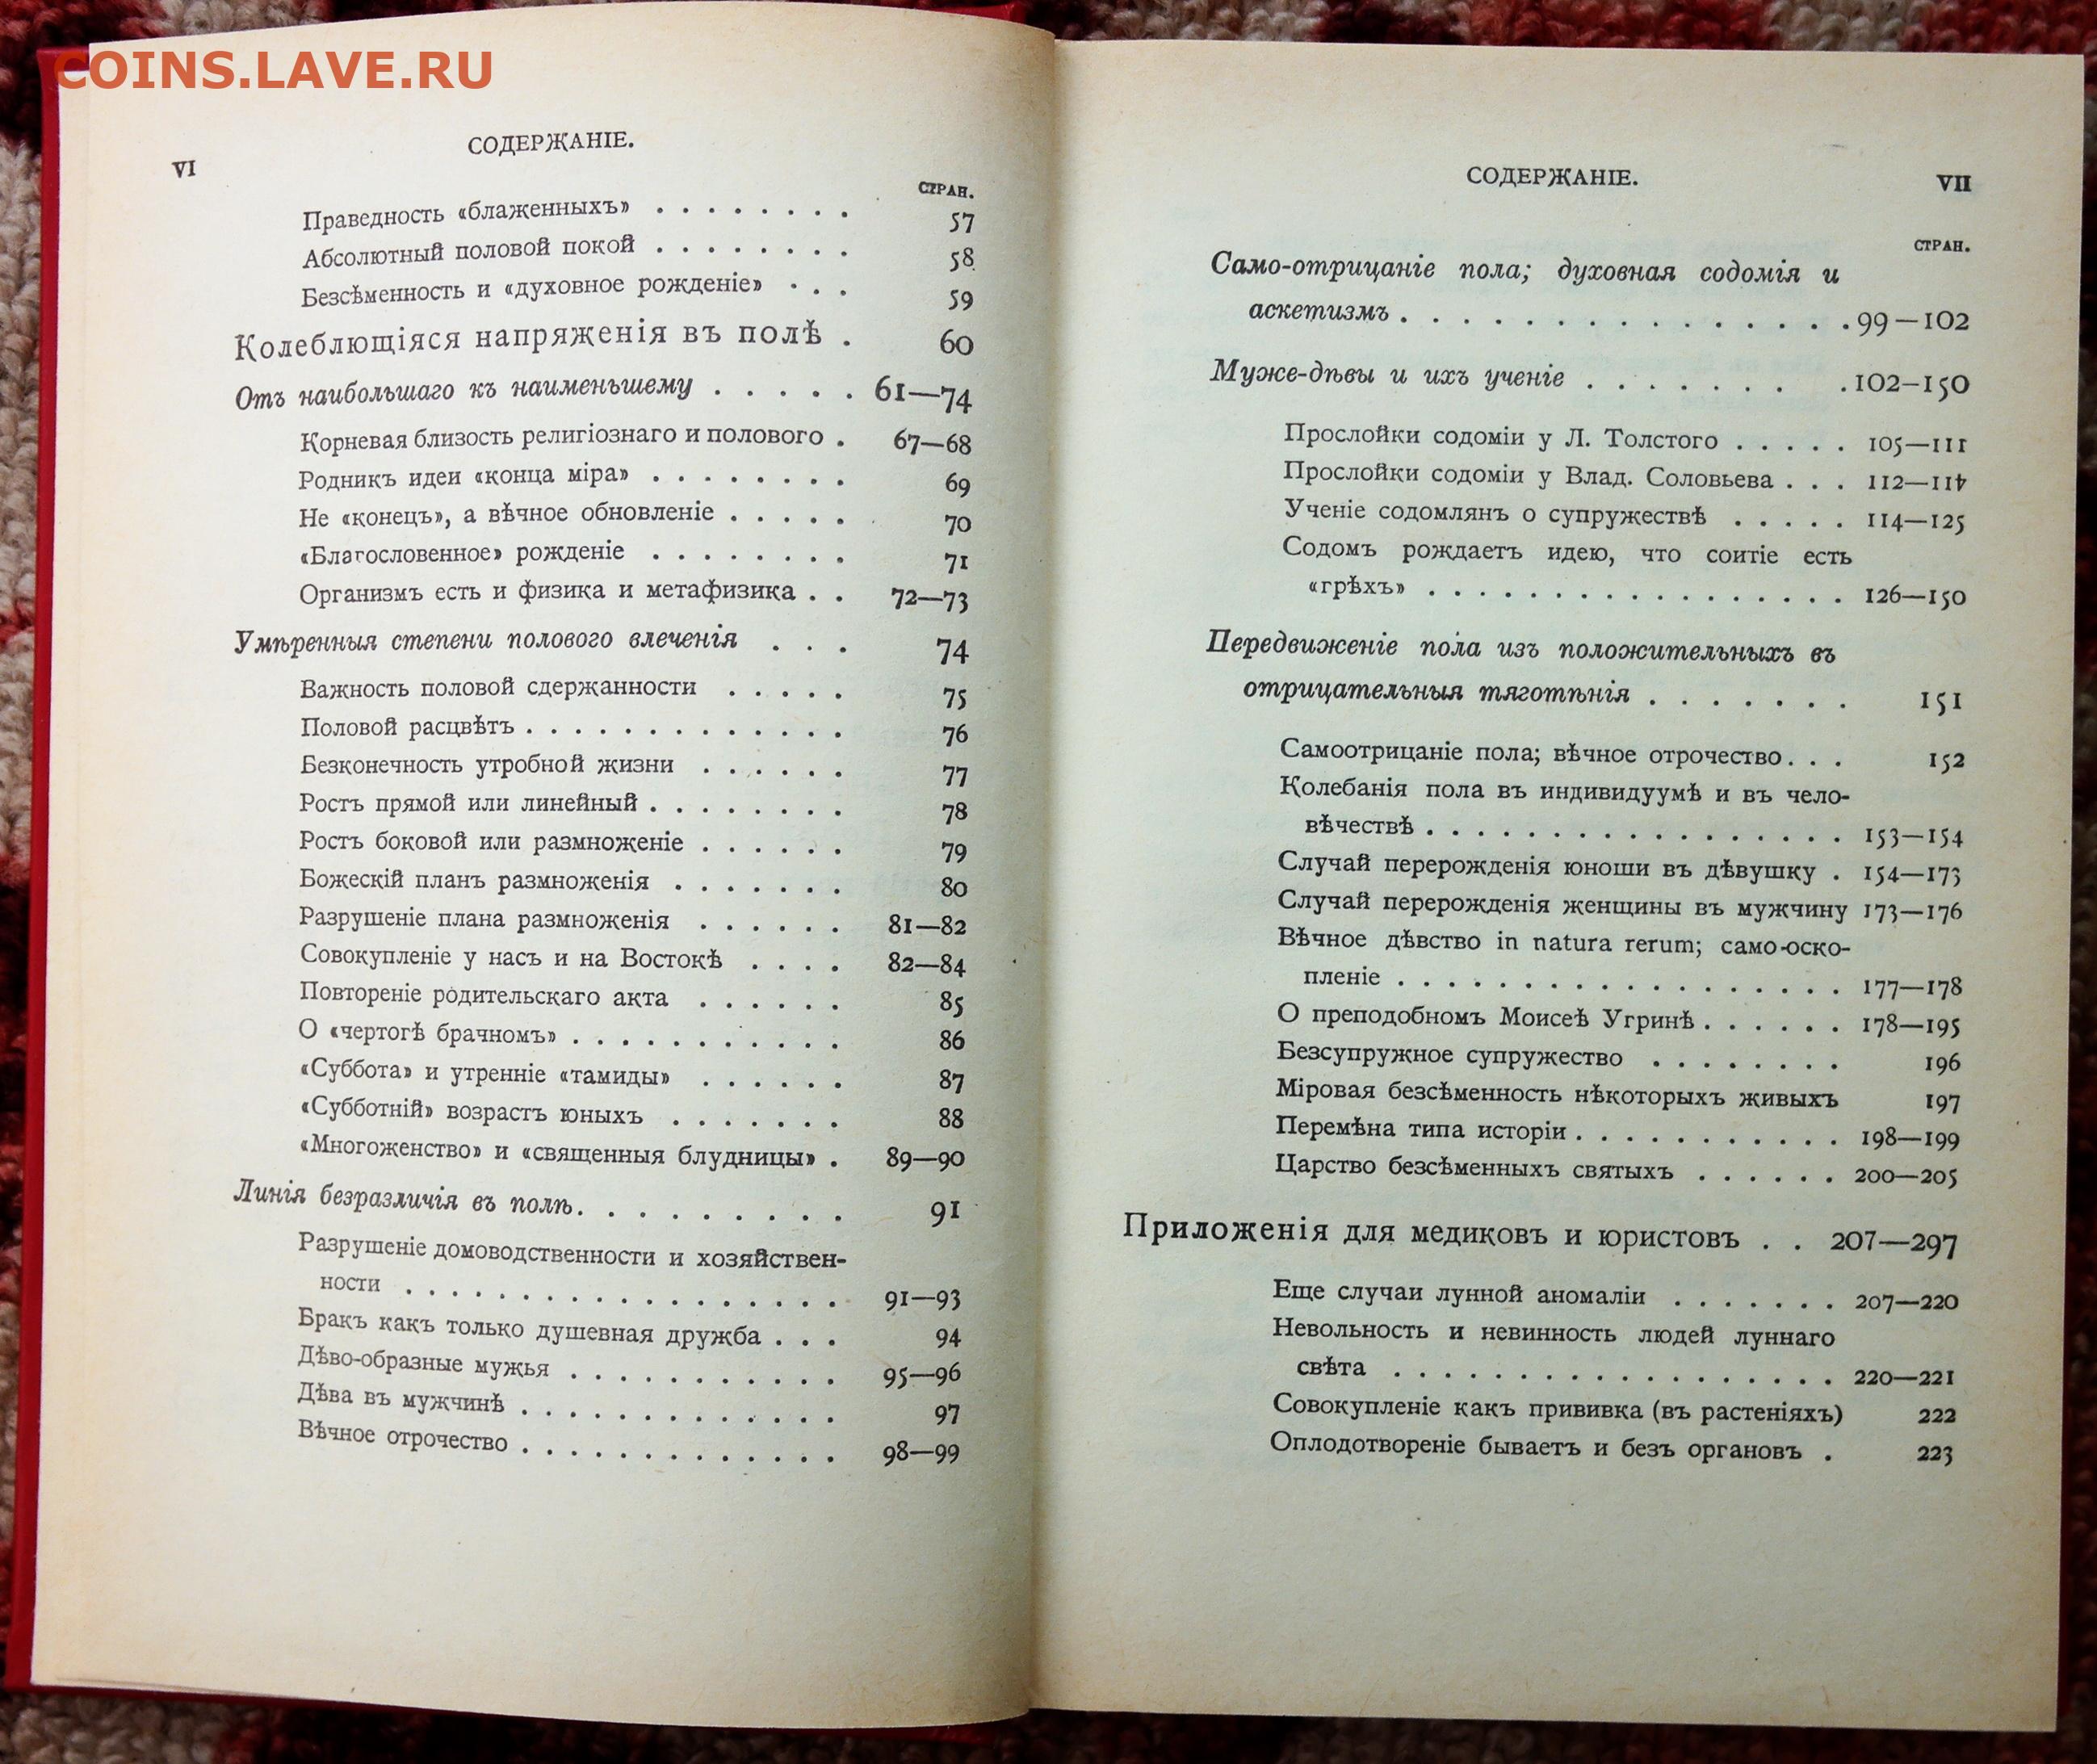 COINS.LAVE.RU
VI
СОДЕРЖАНІЕ.
СТРАН.
Праведность «блаженныхъ» . . . . . . . . 57
Абсолютный половой покой . . . . . . . . 58
Безсѣменность и «духовное рожденіе» . . . 59
Колеблющіяся напряженія въ полѣ . 60
Отъ наибольшаго къ наименьшему . . . . . 61—74
Корневая близость религіознаго и полового . 67—68
Родникъ идеи «конца міра» . . . . . . . . 69
Не «конецъ», а вѣчное обновленіе . . . . . 70
«Благословенное» рожденіе . . . . . . . . 71
Организмъ есть и физика и метафизика . . 72—73
Умѣренныя степени полового влеченія . . . 74
Важность половой сдержанности . . . . . 75
Половой расцвѣтъ . . . . . . . . . . . . . 76
Безконечность утробной жизни . . . . . . 77
Ростъ прямой или линейный . . . . . . . . 78
Ростъ боковой или размноженіе . . . . . . 79
Божескій планъ размноженія . . . . . . . 80
Разрушеніе плана размноженія . . . . . . 81—82
Совокупленіе у насъ и на Востокѣ . . . . 82—84
Повтореніе родительскаго акта . . . . . . 85
О «чертогѣ брачномъ» . . . . . . . . . . . 86
«Суббота» и утренніе «тамиды» . . . . . . 87
«Субботній» возрастъ юныхъ . . . . . . . 88
«Многоженство» и «священныя блудницы» . 89—90
Линія безразличія въ полѣ. . . . . . . . . . 91
Разрушеніе домоводственности и хозяйствен-
ности . . . . . . . . . . . . . . . . . . 91—93
Бракъ какъ только душевная дружба . . . 94
Дѣво-образные мужья . . . . . . . . . . . 95—96
Дѣва въ мужчинѣ . . . . . . . . . . . . . 97
Вѣчное отрочество . . . . . . . . . . . . . 98—99
СОДЕРЖАНІЕ.
VII
СТРАН.
Само-отрицаніе пола; духовная содомія и
аскетизмъ . . . . . . . . . . . . . . . . 99—102
Муже-дѣвы и ихъ ученіе . . . . . . . . 102—150
Прослойки содоміи у Л. Толстого . . . . . 105—111
Прослойки содоміи у Влад. Соловьева . . . 112—114
Ученіе содомлянъ о супружествѣ . . . . . 114—125
Содомъ рождаетъ идею, что соитіе есть
«грѣхъ» . . . . . . . . . . . . . . . . . 126—150
Передвиженіе пола изъ положительныхъ въ
отрицательныя тяготѣнія . . . . . . . 151
Самоотрицаніе пола; вѣчное отрочество . . . 152
Колебанія пола въ индивидуумѣ и въ чело-
вѣчествѣ . . . . . . . . . . . . . . . . . 153—154
Случай перерожденія юноши въ дѣвушку . 154—173
Случай перерожденія женщины въ мужчину 173—176
Вѣчное дѣвство in natura rerum; само-оско-
пленіе . . . . . . . . . . . . . . . . . . 177—178
О преподобномъ Моисеѣ Угринѣ . . . . . . 178—195
Безсупружное супружество . . . . . . . . 196
Міровая безсѣменность нѣкоторыхъ живыхъ 197
Перемѣна типа исторіи . . . . . . . . . . . 198—199
Царство безсѣменныхъ святыхъ . . . . . . 200—205
Приложенія для медиковъ и юристовъ . . 207—297
Еще случаи лунной аномаліи . . . . . . . 207—220
Невольность и невинность людей луннаго
свѣта . . . . . . . . . . . . . . . . . . 220—221
Совокупленіе какъ прививка (въ растеніяхъ) 222
Оплодотвореніе бываетъ и безъ органовъ . 223